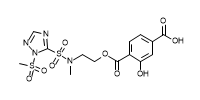 O O
N N S N O OH
N N O
O=S=O O OH